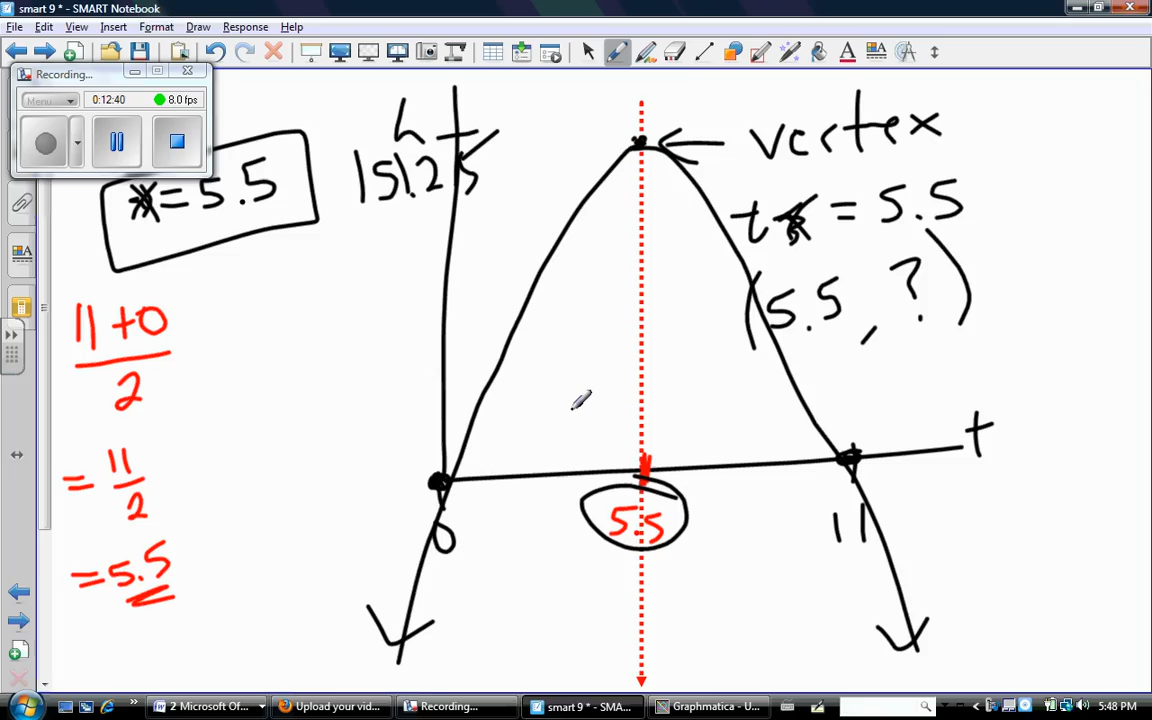 smart 9 * - SMART Notebook
File Edit View Insert Format Draw Response Help
Recording...
Menu 0:12:40 8.0 fps
h
151.25
= 5.5
vertex
t = 5.5
(5.5, ?)
11+0
2
= 11
2
= 5.5
t
0
5.5
11
2 Microsoft Of... Upload your vid... Recording... smart 9 * - SMA... Graphmatica - [... 5:48 PM